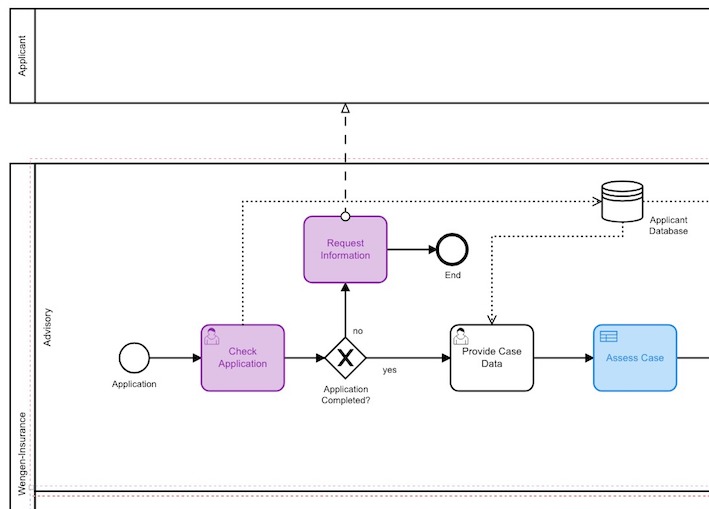 Applicant
Wengen-Insurance
Advisory
Applicant
Database
Request
Information
End
no
Check
Application
Provide Case
Data
Assess Case
yes
Application
Application
Completed?